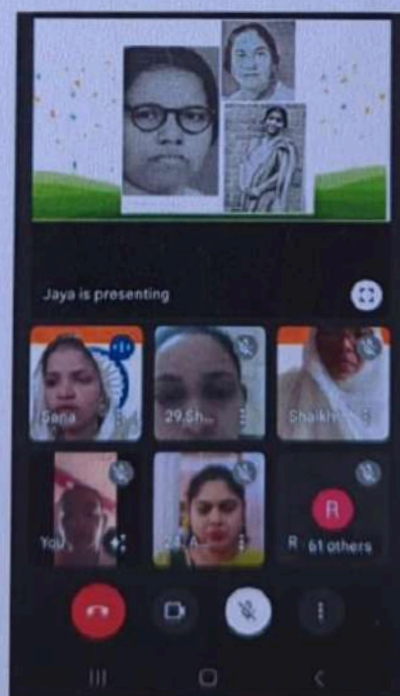 Jaya is presenting
Sana
29.Sh...
Shaikh
You
R
R 61 others